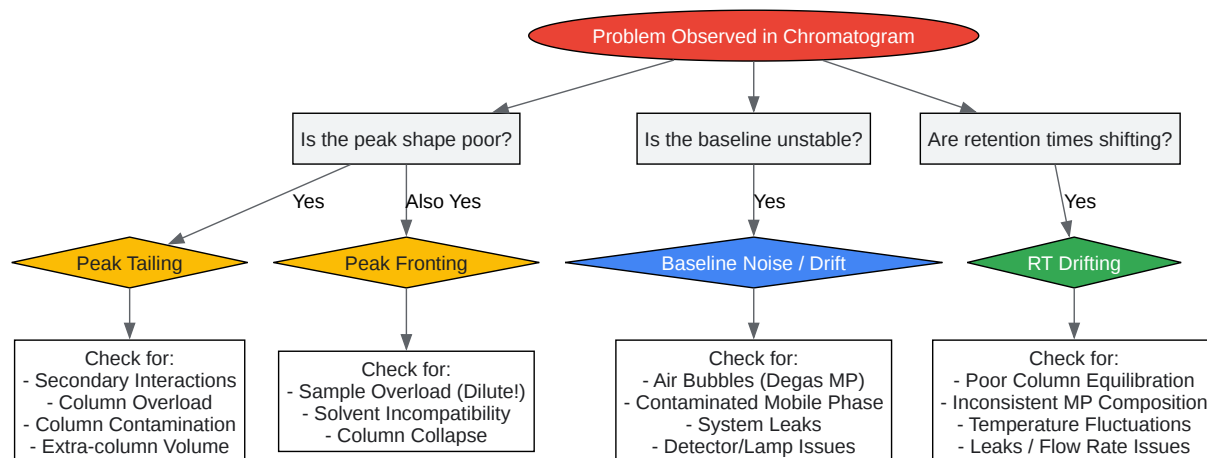 Problem Observed in Chromatogram
Is the peak shape poor?
Is the baseline unstable?
Are retention times shifting?
Yes
Also Yes
Yes
Yes
Peak Tailing
Peak Fronting
Baseline Noise / Drift
RT Drifting
Check for:
- Secondary Interactions
- Column Overload
- Column Contamination
- Extra-column Volume
Check for:
- Sample Overload (Dilute!)
- Solvent Incompatibility
- Column Collapse
Check for:
- Air Bubbles (Degas MP)
- Contaminated Mobile Phase
- System Leaks
- Detector/Lamp Issues
Check for:
- Poor Column Equilibration
- Inconsistent MP Composition
- Temperature Fluctuations
- Leaks / Flow Rate Issues